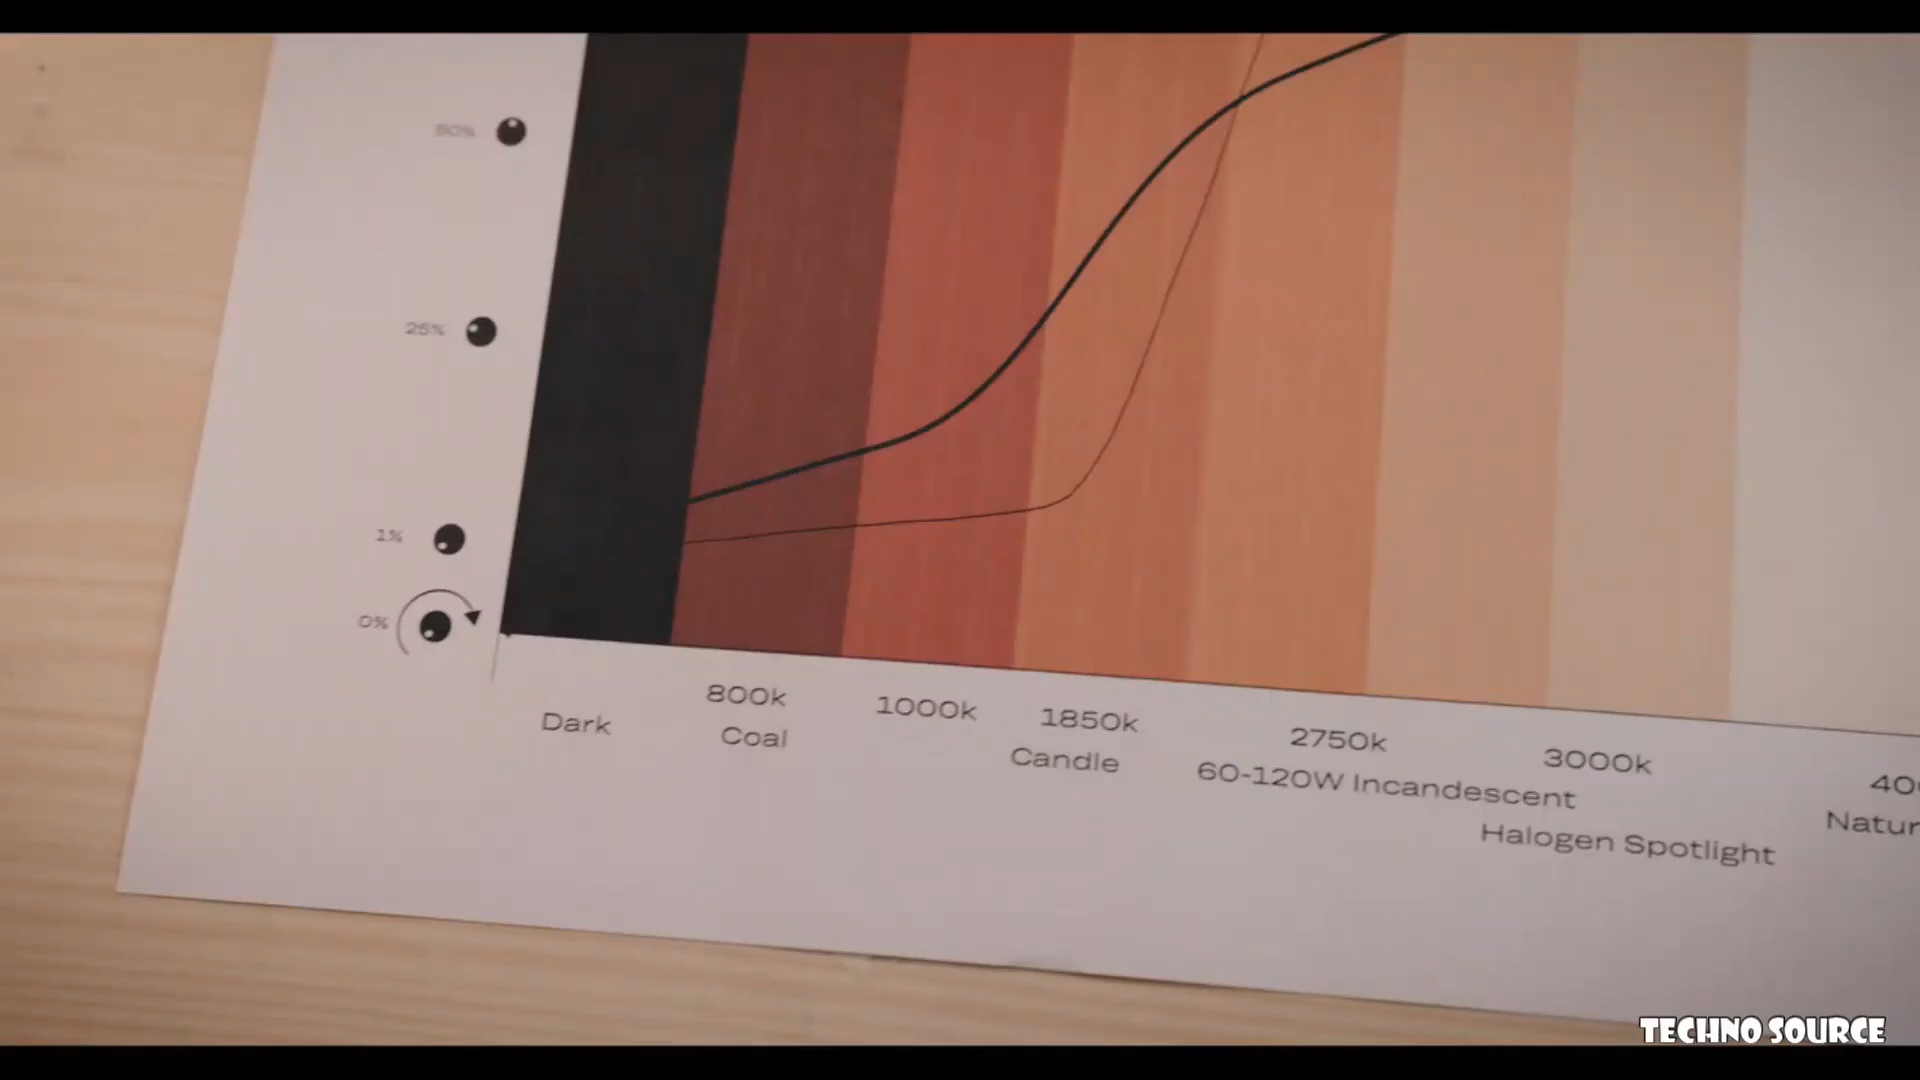 50%
25%
1%
0%
800k
1000k
1850k
2750k
3000k
Dark
Coal
Candle
60-120W Incandescent
Halogen Spotlight
TECHNO SOURCE